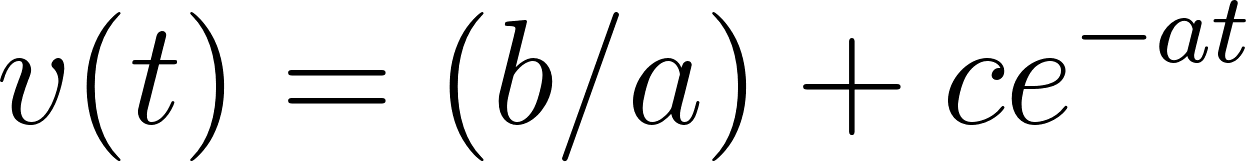 v(t) = (b/a) + ce^{-at}